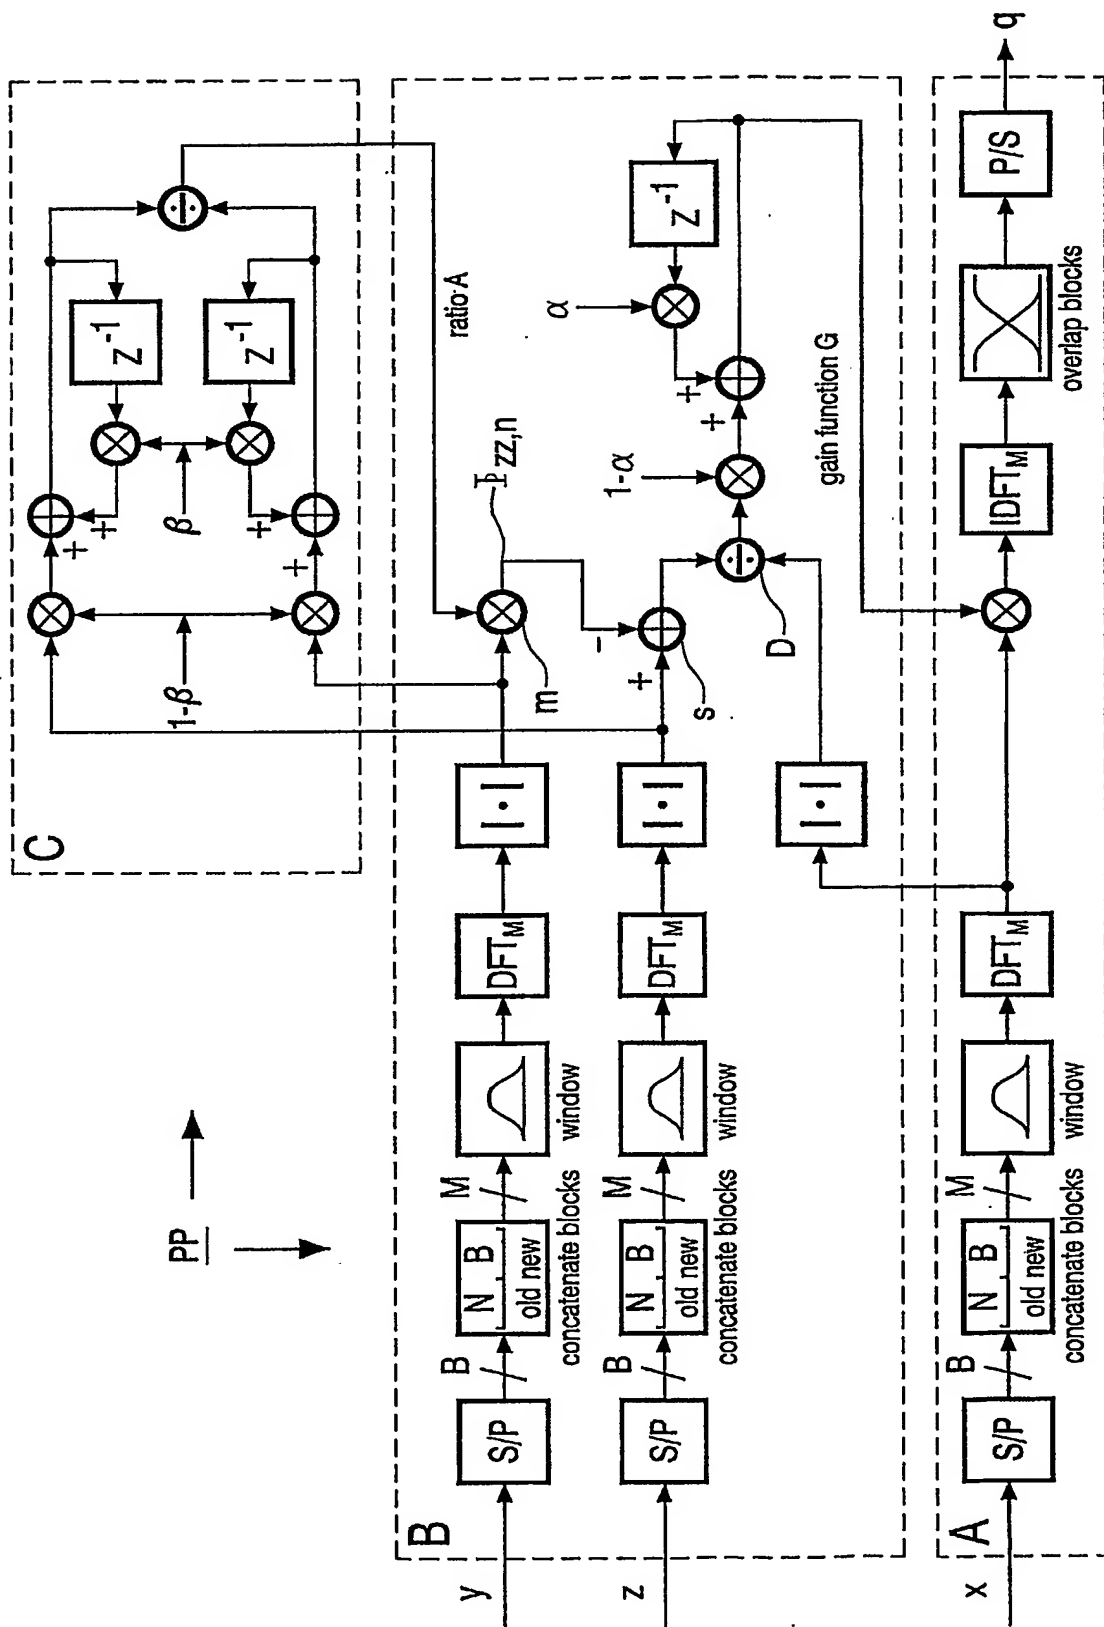 C
1-β
β
+
+
+
+
z⁻¹
z⁻¹
÷
ratio A
PP
B
y
S/P
B
N B
old new
concatenate blocks
M
window
DFT_M
|•|
m
-
+
s
z
S/P
B
N B
old new
concatenate blocks
M
window
DFT_M
|•|
|•|
D
÷
1-α
+
+
α
z⁻¹
gain function G
A
x
S/P
B
N B
old new
concatenate blocks
M
window
DFT_M
IDFT_M
overlap blocks
P/S
q